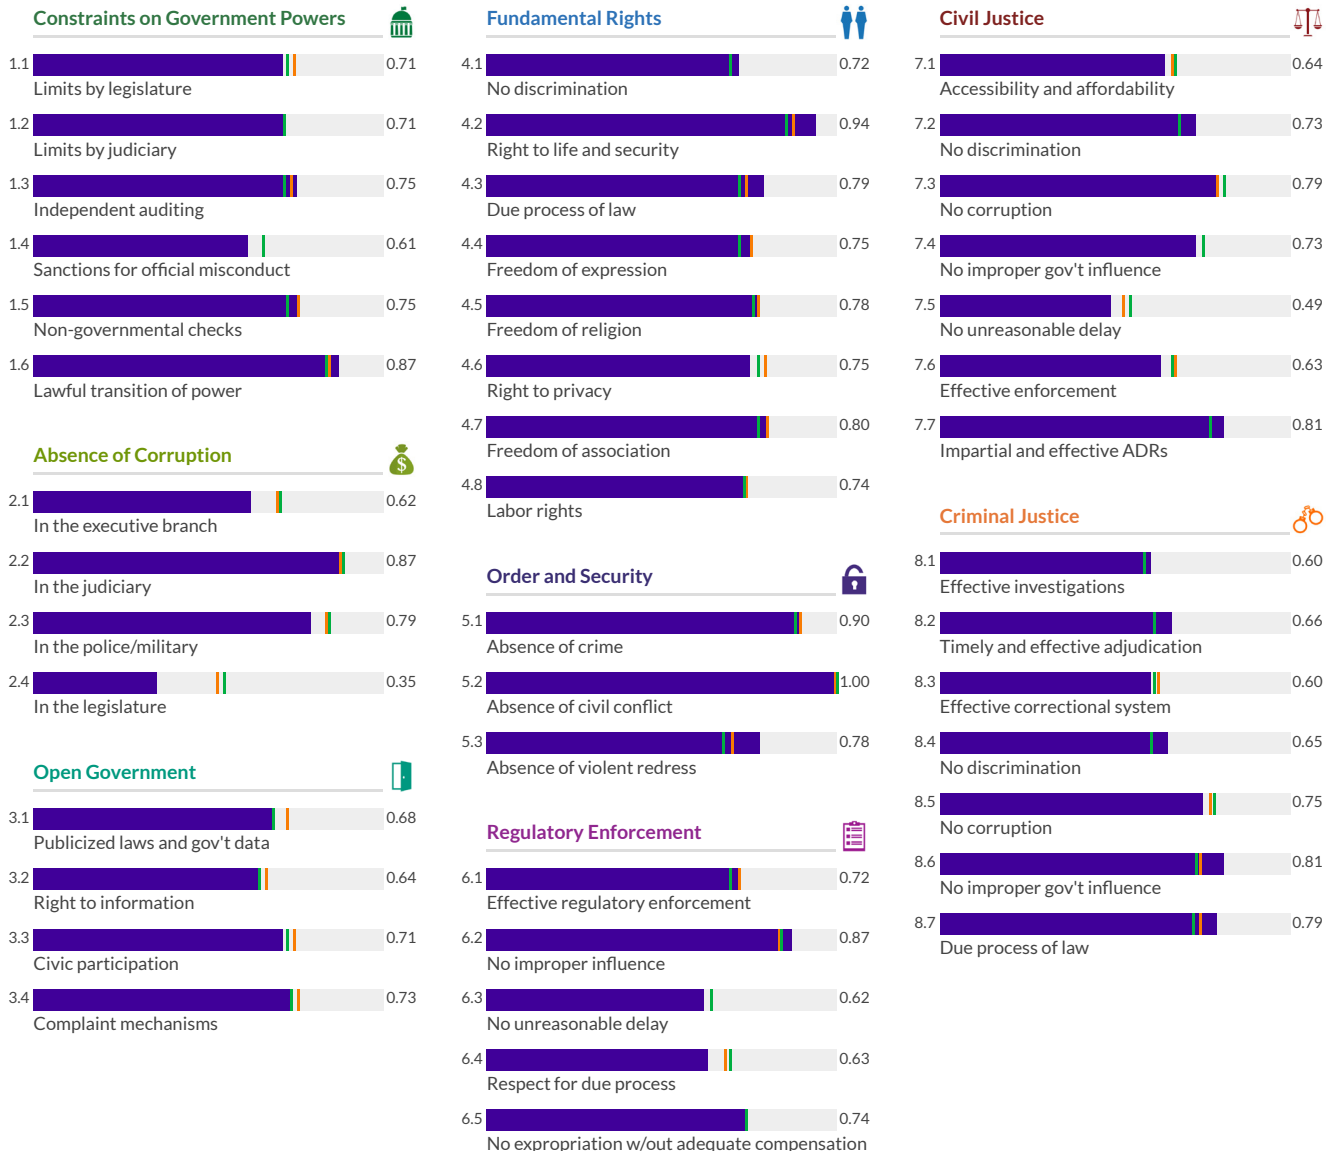 Constraints on Government Powers
1.1 0.71
Limits by legislature
1.2 0.71
Limits by judiciary
1.3 0.75
Independent auditing
1.4 0.61
Sanctions for official misconduct
1.5 0.75
Non-governmental checks
1.6 0.87
Lawful transition of power
Absence of Corruption
$
2.1 0.62
In the executive branch
2.2 0.87
In the judiciary
2.3 0.79
In the police/military
2.4 0.35
In the legislature
Open Government
3.1 0.68
Publicized laws and gov't data
3.2 0.64
Right to information
3.3 0.71
Civic participation
3.4 0.73
Complaint mechanisms
Fundamental Rights
4.1 0.72
No discrimination
4.2 0.94
Right to life and security
4.3 0.79
Due process of law
4.4 0.75
Freedom of expression
4.5 0.78
Freedom of religion
4.6 0.75
Right to privacy
4.7 0.80
Freedom of association
4.8 0.74
Labor rights
Order and Security
5.1 0.90
Absence of crime
5.2 1.00
Absence of civil conflict
5.3 0.78
Absence of violent redress
Regulatory Enforcement
6.1 0.72
Effective regulatory enforcement
6.2 0.87
No improper influence
6.3 0.62
No unreasonable delay
6.4 0.63
Respect for due process
6.5 0.74
No expropriation w/out adequate compensation
Civil Justice
7.1 0.64
Accessibility and affordability
7.2 0.73
No discrimination
7.3 0.79
No corruption
7.4 0.73
No improper gov't influence
7.5 0.49
No unreasonable delay
7.6 0.63
Effective enforcement
7.7 0.81
Impartial and effective ADRs
Criminal Justice
8.1 0.60
Effective investigations
8.2 0.66
Timely and effective adjudication
8.3 0.60
Effective correctional system
8.4 0.65
No discrimination
8.5 0.75
No corruption
8.6 0.81
No improper gov't influence
8.7 0.79
Due process of law